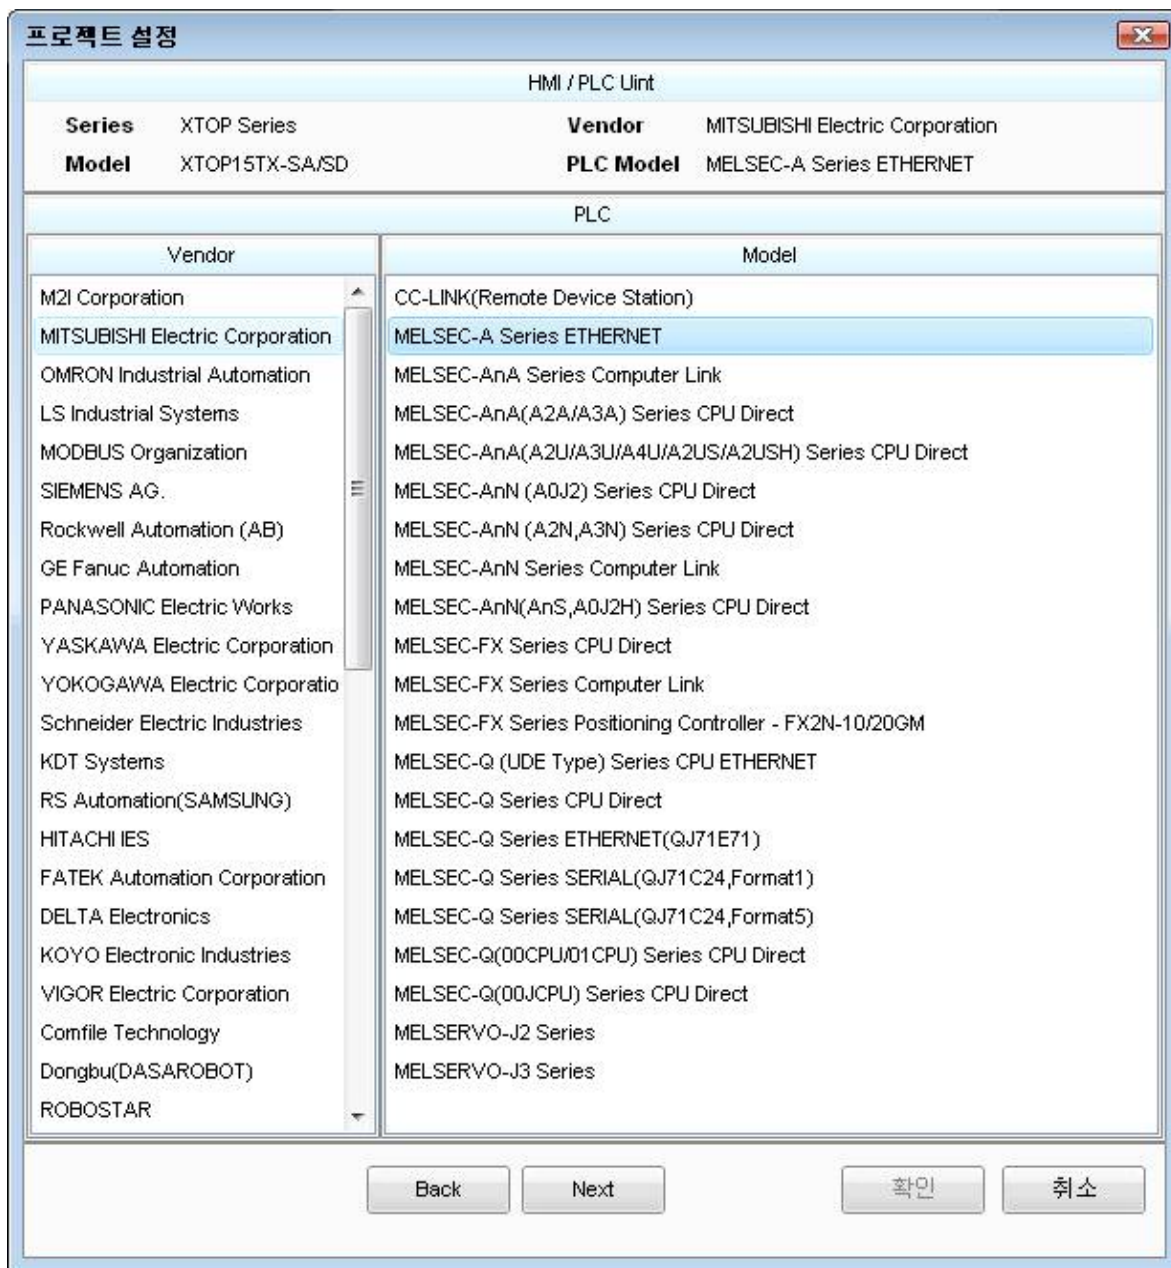 프로젝트 설정
HMI / PLC Uint
Series XTOP Series Vendor MITSUBISHI Electric Corporation
Model XTOP15TX-SA/SD PLC Model MELSEC-A Series ETHERNET
PLC
Vendor
M2I Corporation
MITSUBISHI Electric Corporation
OMRON Industrial Automation
LS Industrial Systems
MODBUS Organization
SIEMENS AG.
Rockwell Automation (AB)
GE Fanuc Automation
PANASONIC Electric Works
YASKAWA Electric Corporation
YOKOGAWA Electric Corporatio
Schneider Electric Industries
KDT Systems
RS Automation(SAMSUNG)
HITACHI IES
FATEK Automation Corporation
DELTA Electronics
KOYO Electronic Industries
VIGOR Electric Corporation
Comfile Technology
Dongbu(DASAROBOT)
ROBOSTAR
Model
CC-LINK(Remote Device Station)
MELSEC-A Series ETHERNET
MELSEC-AnA Series Computer Link
MELSEC-AnA(A2A/A3A) Series CPU Direct
MELSEC-AnA(A2U/A3U/A4U/A2US/A2USH) Series CPU Direct
MELSEC-AnN (A0J2) Series CPU Direct
MELSEC-AnN (A2N,A3N) Series CPU Direct
MELSEC-AnN Series Computer Link
MELSEC-AnN(AnS,A0J2H) Series CPU Direct
MELSEC-FX Series CPU Direct
MELSEC-FX Series Computer Link
MELSEC-FX Series Positioning Controller - FX2N-10/20GM
MELSEC-Q (UDE Type) Series CPU ETHERNET
MELSEC-Q Series CPU Direct
MELSEC-Q Series ETHERNET(QJ71E71)
MELSEC-Q Series SERIAL(QJ71C24,Format1)
MELSEC-Q Series SERIAL(QJ71C24,Format5)
MELSEC-Q(00CPU/01CPU) Series CPU Direct
MELSEC-Q(00JCPU) Series CPU Direct
MELSERVO-J2 Series
MELSERVO-J3 Series
Back Next 확인 취소